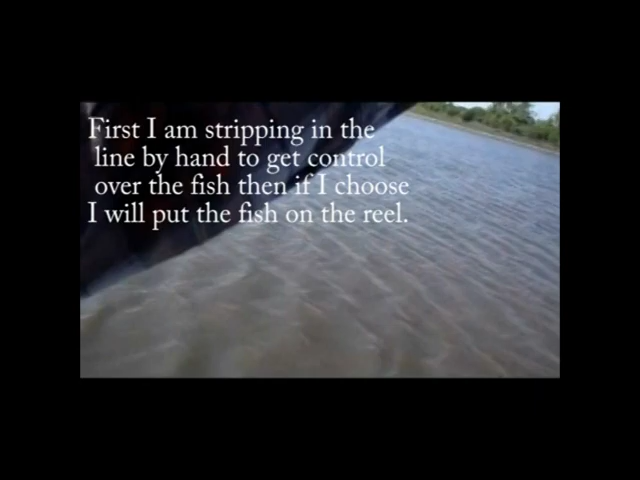 First I am stripping in the
line by hand to get control
over the fish then if I choose
I will put the fish on the reel.